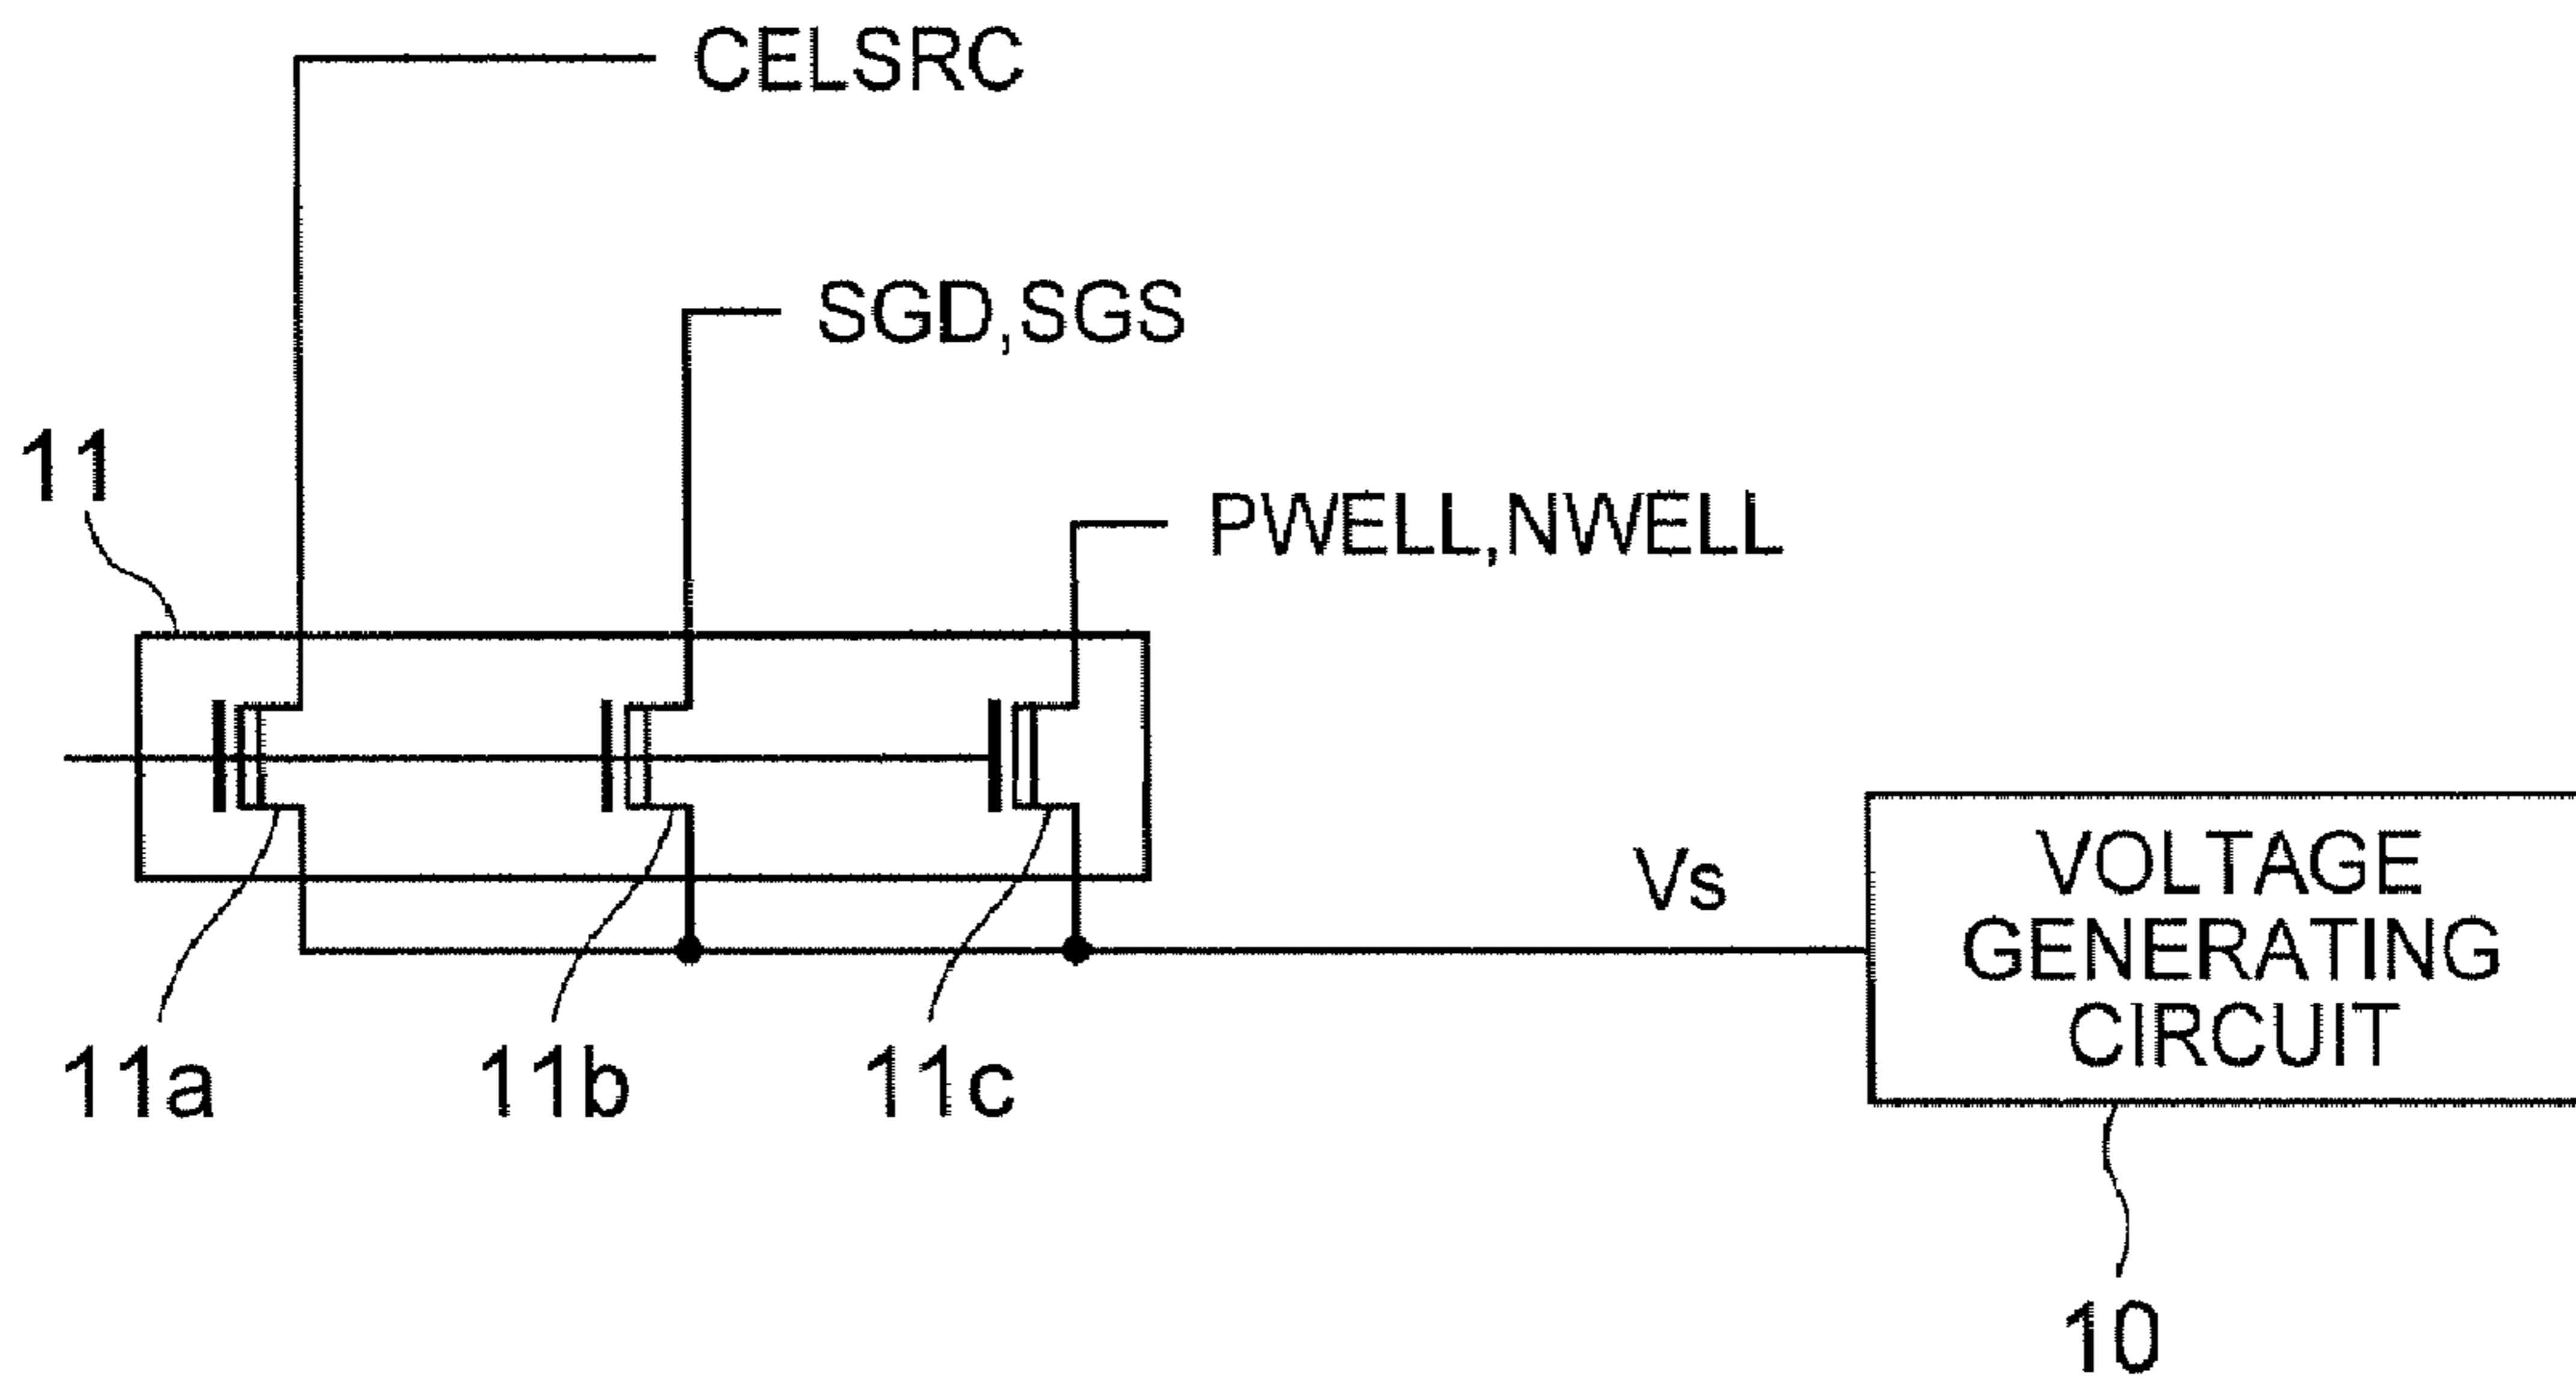 CELSRC
SGD,SGS
11
PWELL,NWELL
Vs
VOLTAGE
GENERATING
CIRCUIT
11a
11b
11c
10